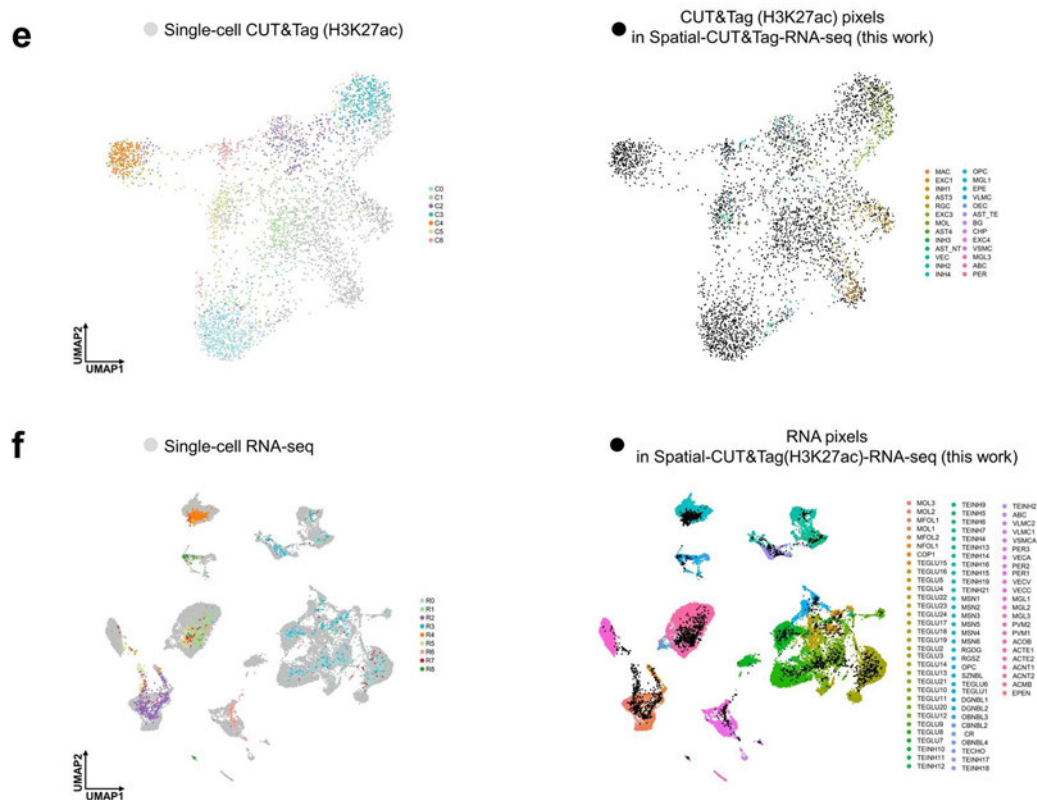 e
Single-cell CUT&Tag (H3K27ac)
CUT&Tag (H3K27ac) pixels
in Spatial-CUT&Tag-RNA-seq (this work)
C0
C1
C2
C3
C4
C5
C6
UMAP2
UMAP1
MAC
EXC1
INH1
AST3
RGC
EXC3
MOL
AST4
INH3
AST_NT
VEC
INH2
INH4
OPC
MGL1
EPE
VLMC
OEC
AST_TE
BG
CHP
EXC4
VSMC
MGL3
ABC
PER
f
Single-cell RNA-seq
RNA pixels
in Spatial-CUT&Tag(H3K27ac)-RNA-seq (this work)
R0
R1
R2
R3
R4
R5
R6
R7
R8
UMAP2
UMAP1
MOL3
MOL2
MFOL1
MOL1
MFOL2
NFOL1
COP1
TEGLU15
TEGLU16
TEGLU5
TEGLU4
TEGLU22
TEGLU23
TEGLU24
TEGLU17
TEGLU18
TEGLU19
TEGLU2
TEGLU3
TEGLU14
TEGLU13
TEGLU21
TEGLU10
TEGLU11
TEGLU20
TEGLU12
TEGLU9
TEGLU8
TEGLU7
TEINH10
TEINH11
TEINH12
TEINH9
TEINH5
TEINH6
TEINH7
TEINH4
TEINH13
TEINH14
TEINH16
TEINH15
TEINH19
TEINH21
MSN1
MSN2
MSN3
MSN5
MSN4
MSN6
RGDG
RGSZ
OPC
SZNBL
TEGLU6
TEGLU1
DGNBL1
DGNBL2
OBNBL3
CBNBL2
CR
OBNBL4
TECHO
TEINH17
TEINH18
TEINH2
ABC
VLMC2
VLMC1
VSMCA
PER3
VECA
PER2
PER1
VECV
VECC
MGL1
MGL2
MGL3
PVM2
PVM1
ACOB
ACTE1
ACTE2
ACNT1
ACNT2
ACMB
EPEN